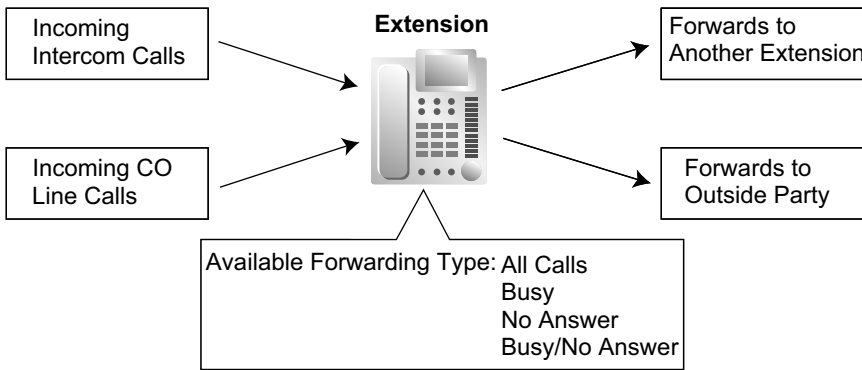 Incoming
Intercom Calls
Extension
Forwards to
Another Extension
Incoming CO
Line Calls
Forwards to
Outside Party
Available Forwarding Type: All Calls
Busy
No Answer
Busy/No Answer